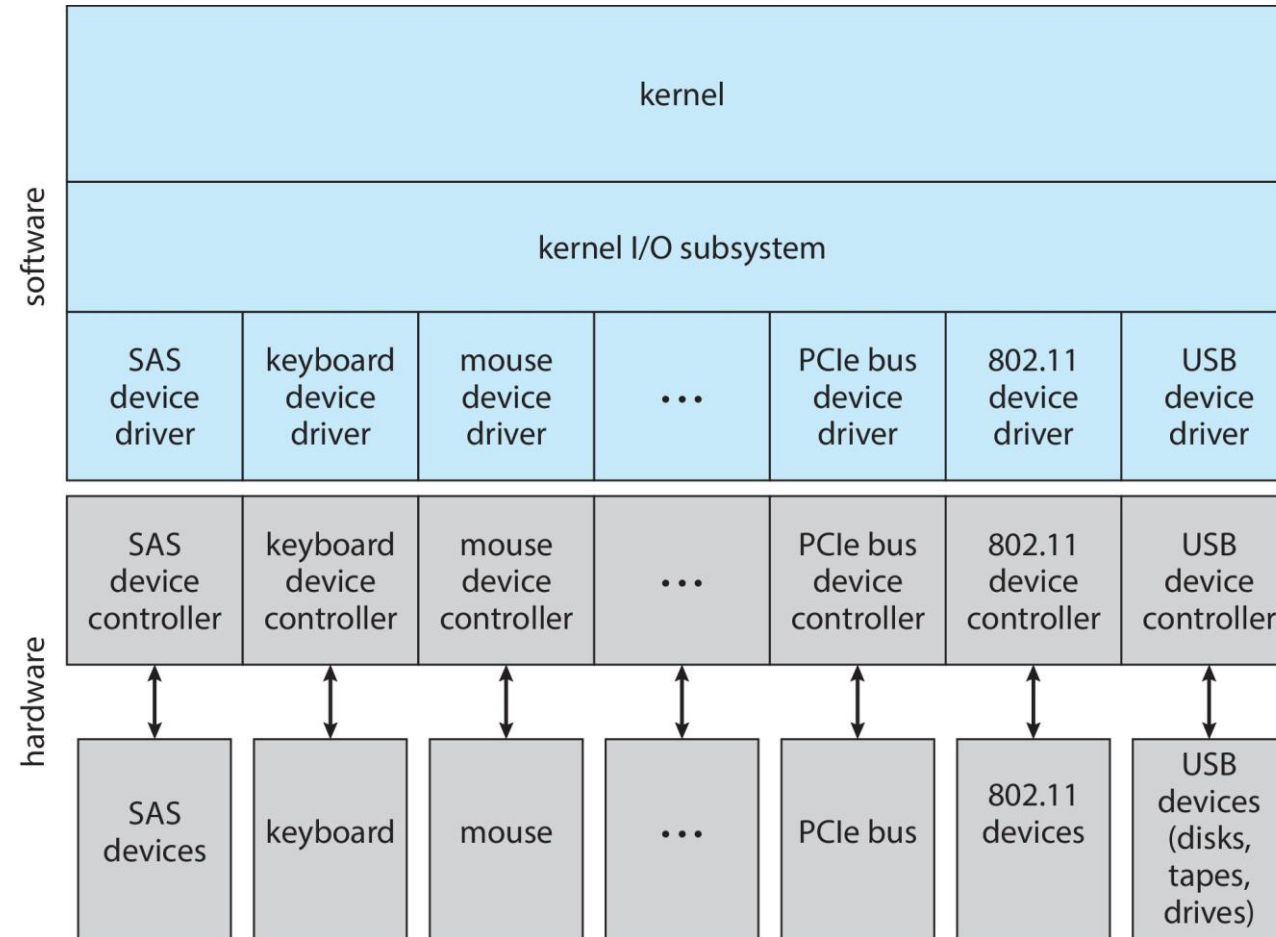 software
kernel
kernel I/O subsystem
SAS
device
driver
keyboard
device
driver
mouse
device
driver
...
PCIe bus
device
driver
802.11
device
driver
USB
device
driver
hardware
SAS
device
controller
keyboard
device
controller
mouse
device
controller
...
PCIe bus
device
controller
802.11
device
controller
USB
device
controller
SAS
devices
keyboard
mouse
...
PCIe bus
802.11
devices
USB
devices
(disks,
tapes,
drives)